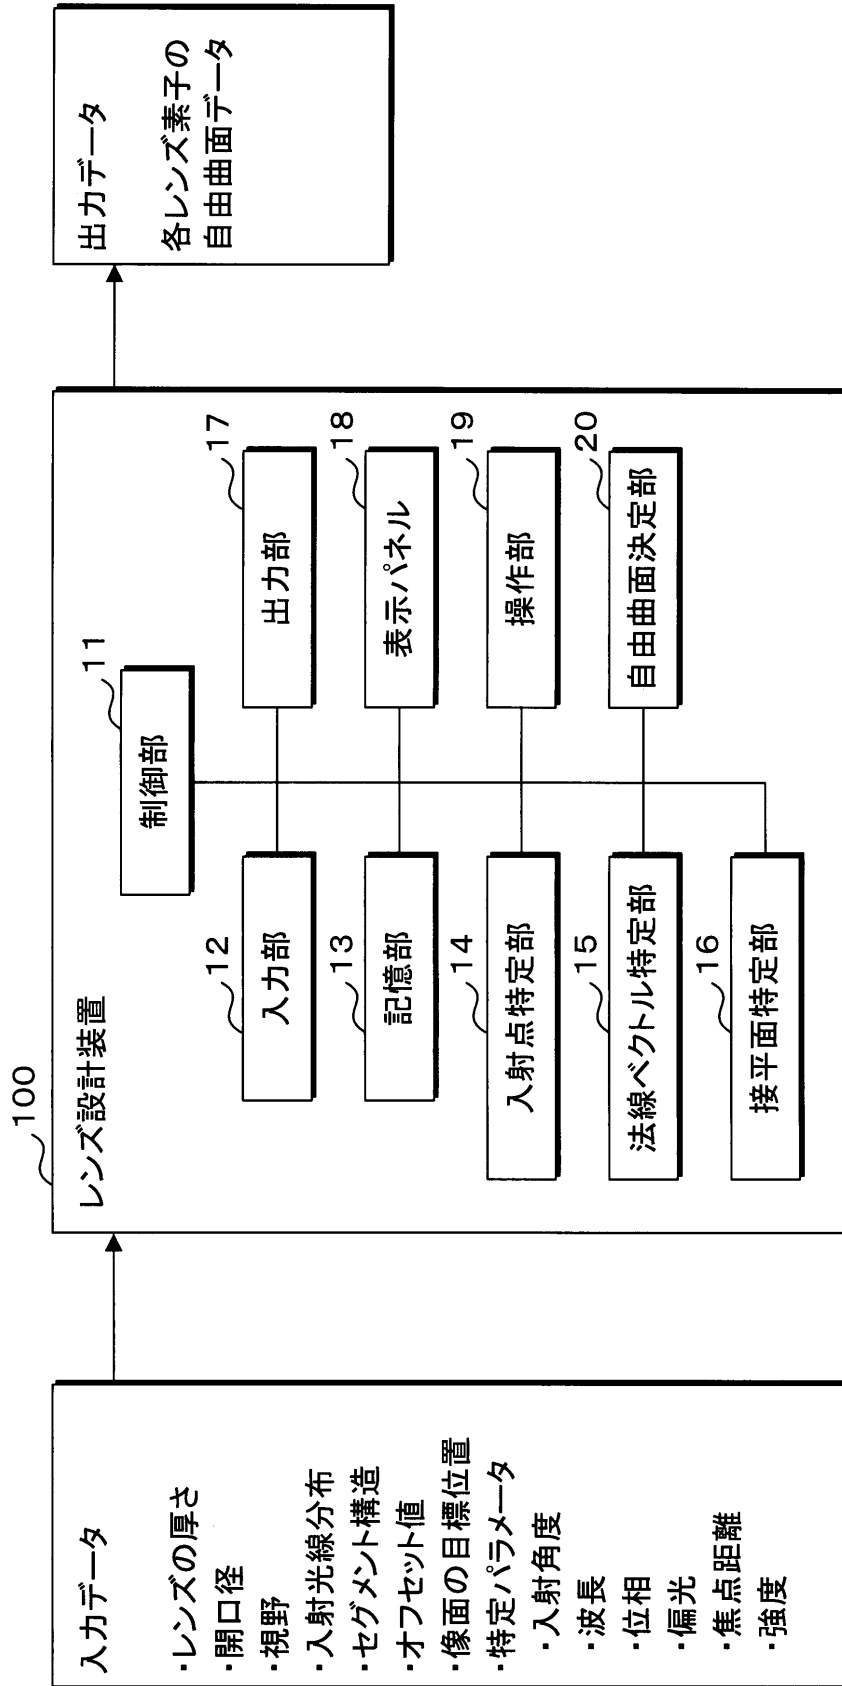 入力データ
・レンズの厚さ
・開口径
・視野
・入射光線分布
・セグメント構造
・オフセット値
・像面の目標位置
・特定パラメータ
・入射角度
・波長
・位相
・偏光
・焦点距離
・強度
100
レンズ設計装置
11
制御部
12
入力部
13
記憶部
14
入射点特定部
15
法線ベクトル特定部
16
接平面特定部
17
出力部
18
表示パネル
19
操作部
20
自由曲面決定部
出力データ
各レンズ素子の
自由曲面データ